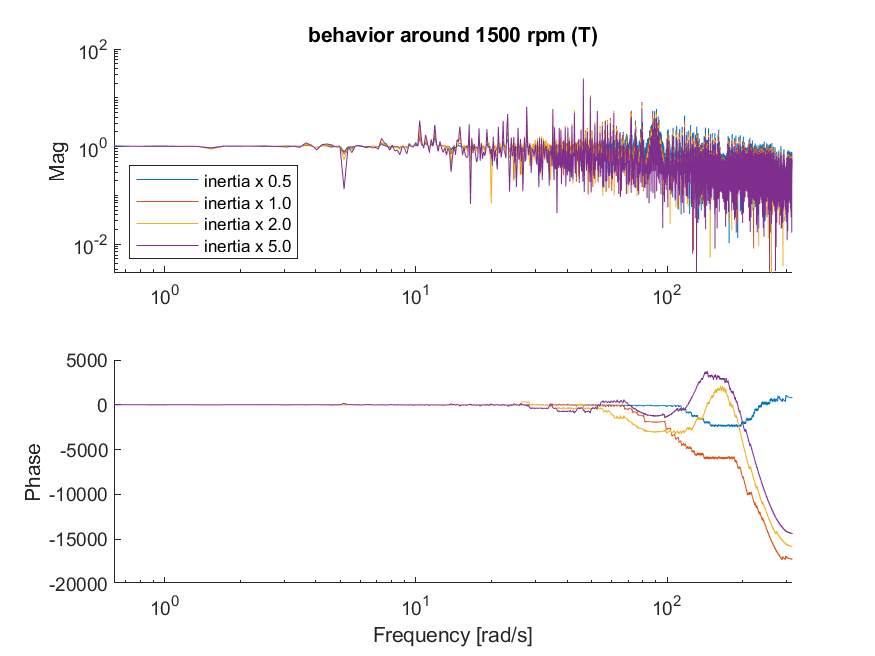 behavior around 1500 rpm (T)
10^2
10^0
10^-2
Mag
inertia x 0.5
inertia x 1.0
inertia x 2.0
inertia x 5.0
10^0
10^1
10^2
5000
0
-5000
-10000
-15000
-20000
Phase
10^0
10^1
10^2
Frequency [rad/s]